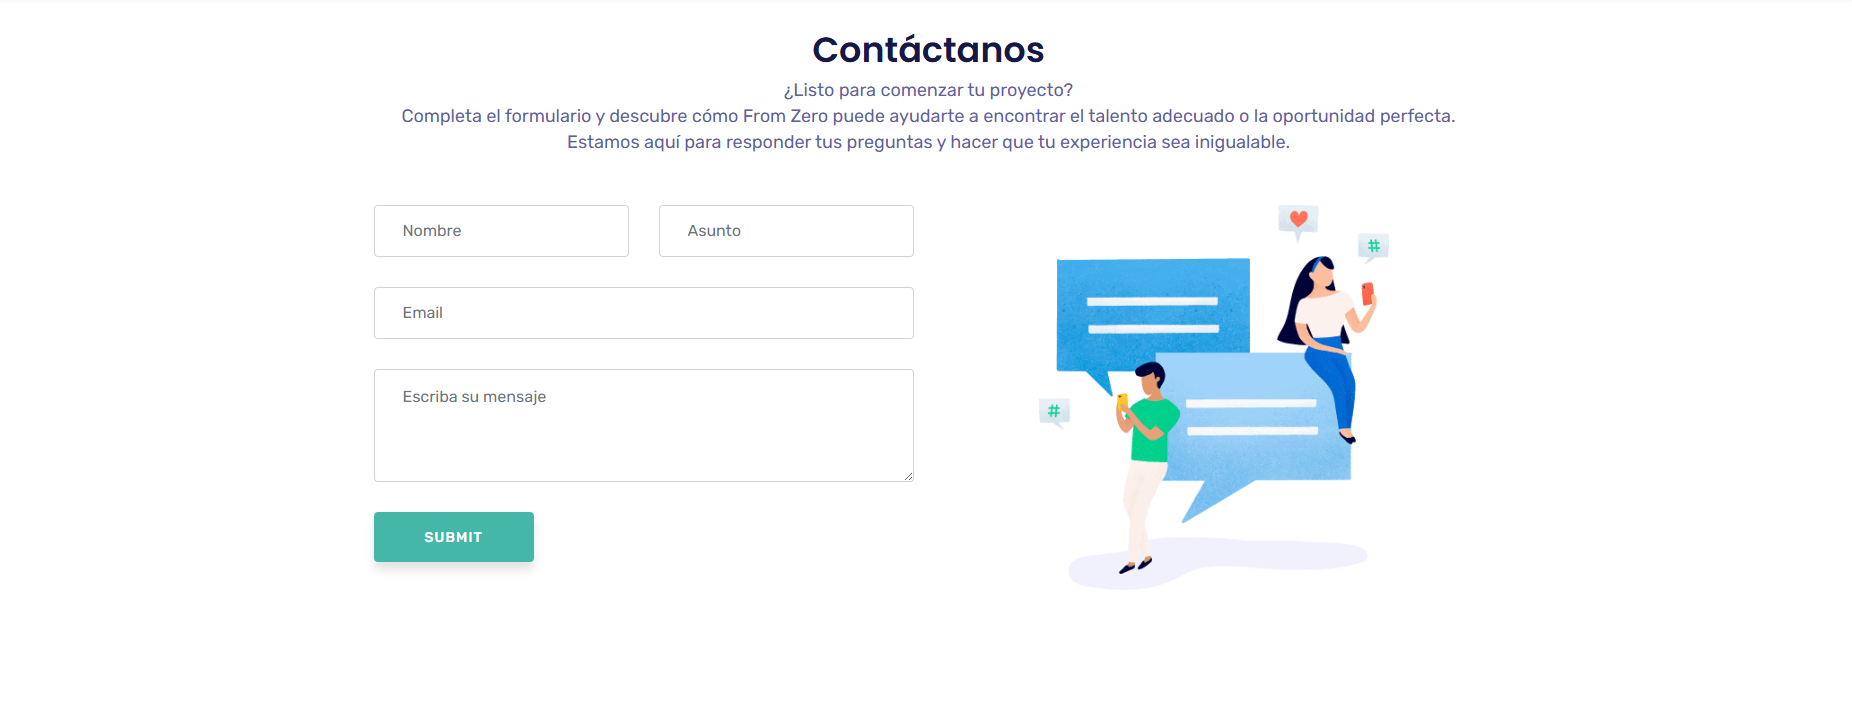 Contáctanos
¿Listo para comenzar tu proyecto?
Completa el formulario y descubre cómo From Zero puede ayudarte a encontrar el talento adecuado o la oportunidad perfecta.
Estamos aquí para responder tus preguntas y hacer que tu experiencia sea inigualable.
Nombre
Asunto
Email
Escriba su mensaje
SUBMIT
#
#